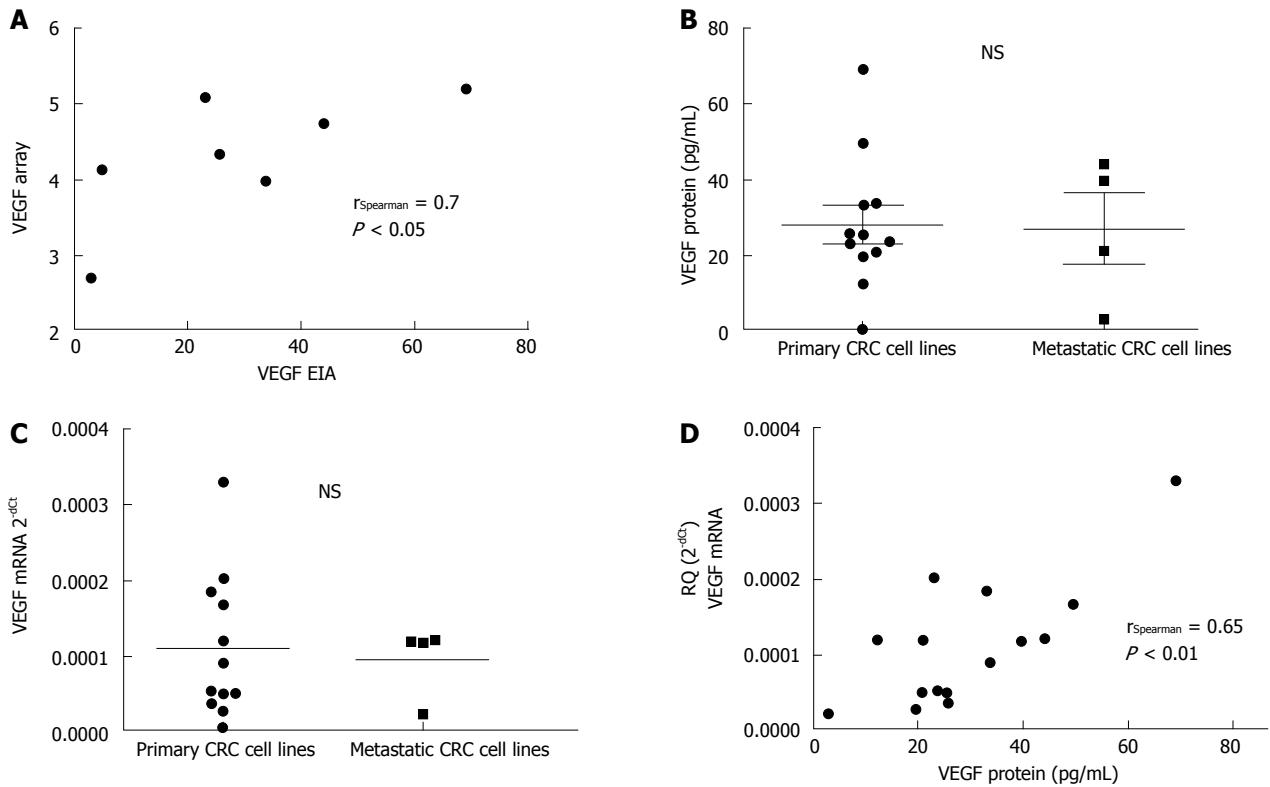 A
6
5
4
3
2
VEGF array
0
20
40
60
80
VEGF EIA
rSpearman = 0.7
P < 0.05
B
80
60
40
20
0
VEGF protein (pg/mL)
NS
Primary CRC cell lines
Metastatic CRC cell lines
C
0.0004
0.0003
0.0002
0.0001
0.0000
VEGF mRNA 2-dCt
NS
Primary CRC cell lines
Metastatic CRC cell lines
D
0.0004
0.0003
0.0002
0.0001
0.0000
RQ (2-dCt)
VEGF mRNA
0
20
40
60
80
VEGF protein (pg/mL)
rSpearman = 0.65
P < 0.01